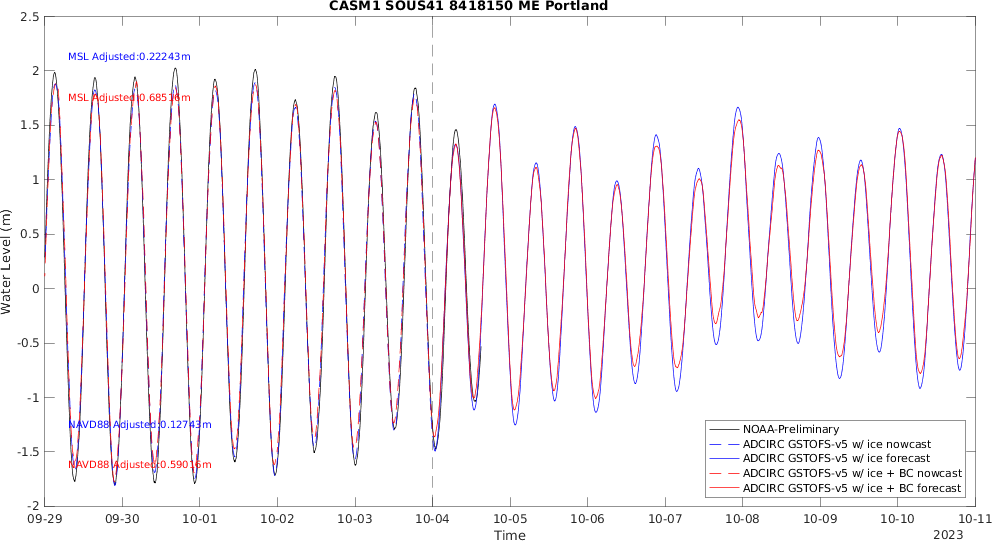 CASM1 SOUS41 8418150 ME Portland
2.5
2
1.5
1
0.5
0
-0.5
-1
-1.5
-2
Water Level (m)
MSL Adjusted:0.22243m
MSL Adjusted:0.68516m
NAVD88 Adjusted:0.12743m
NAVD88 Adjusted:0.59016m
NOAA-Preliminary
ADCIRC GSTOFS-v5 w/ ice nowcast
ADCIRC GSTOFS-v5 w/ ice forecast
ADCIRC GSTOFS-v5 w/ ice + BC nowcast
ADCIRC GSTOFS-v5 w/ ice + BC forecast
09-29 09-30 10-01 10-02 10-03 10-04 10-05 10-06 10-07 10-08 10-09 10-10 10-11
Time
2023